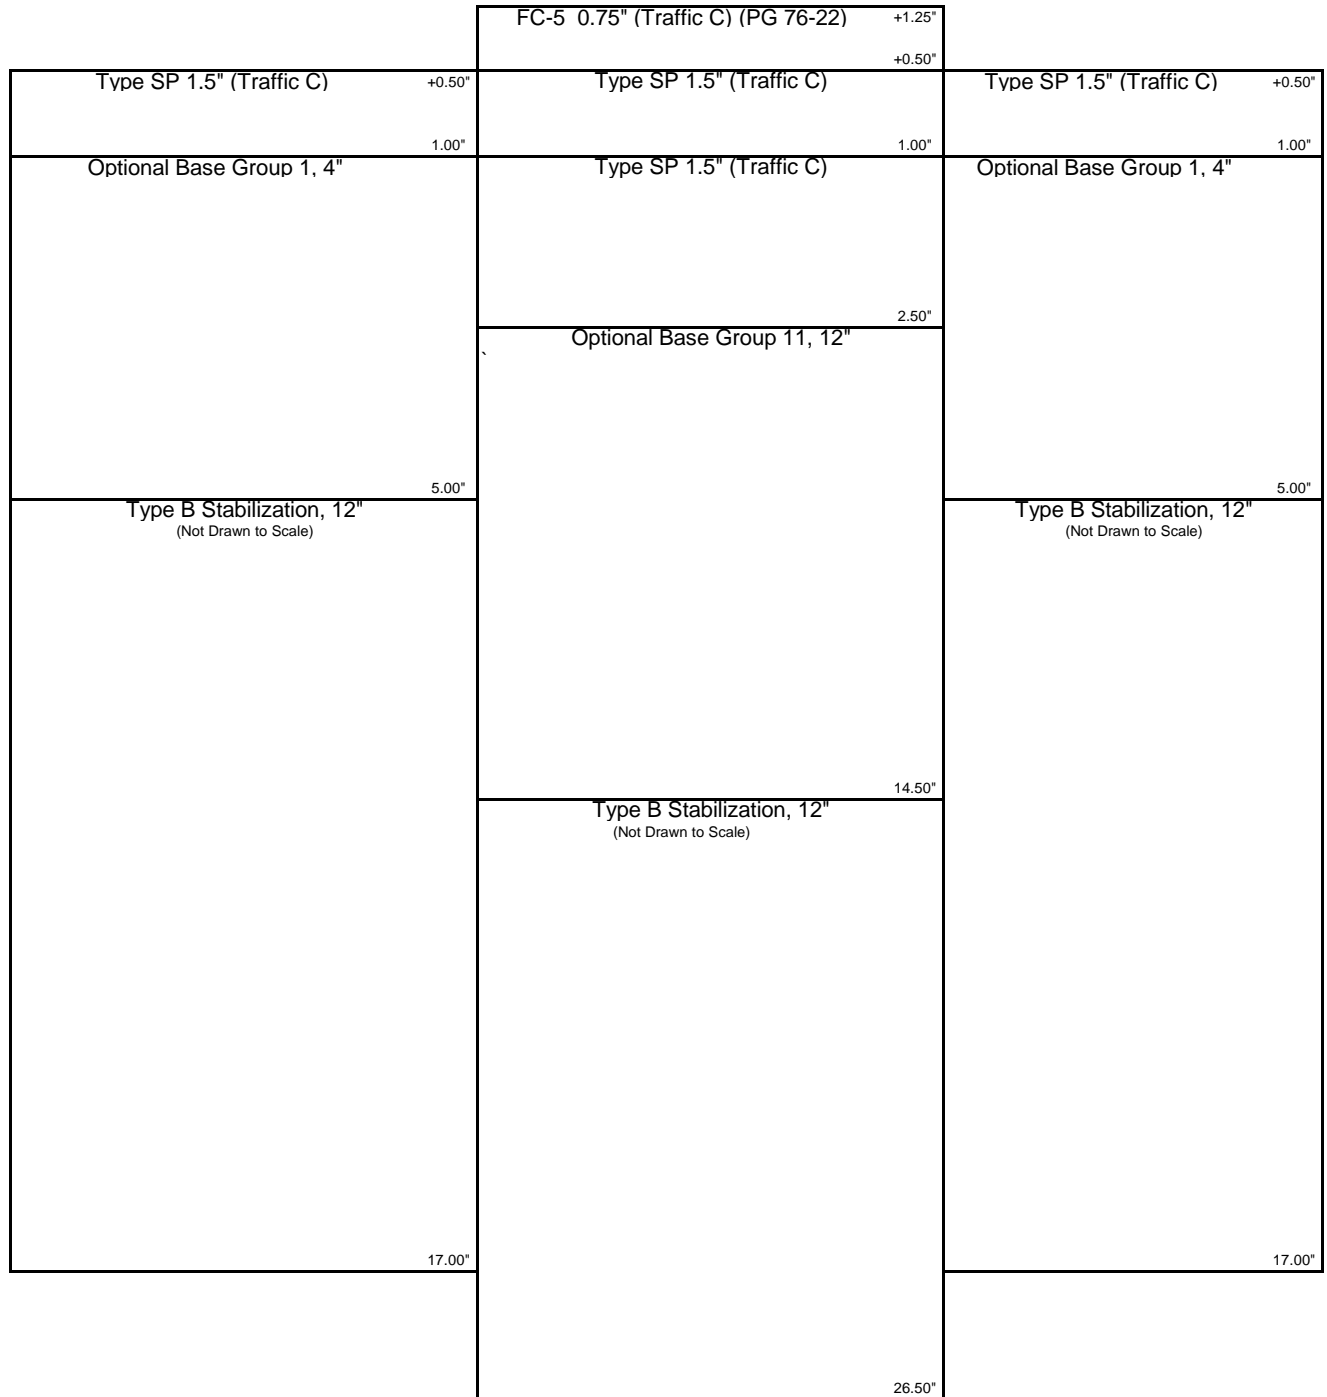 FC-5 0.75" (Traffic C) (PG 76-22) +1.25"
+0.50"
Type SP 1.5" (Traffic C) +0.50" Type SP 1.5" (Traffic C) Type SP 1.5" (Traffic C) +0.50"
1.00" 1.00" 1.00"
Optional Base Group 1, 4" Type SP 1.5" (Traffic C) Optional Base Group 1, 4"
2.50"
Optional Base Group 11, 12"
`
5.00" 5.00"
Type B Stabilization, 12" Type B Stabilization, 12"
(Not Drawn to Scale) (Not Drawn to Scale)
14.50"
Type B Stabilization, 12"
(Not Drawn to Scale)
17.00" 17.00"
26.50"